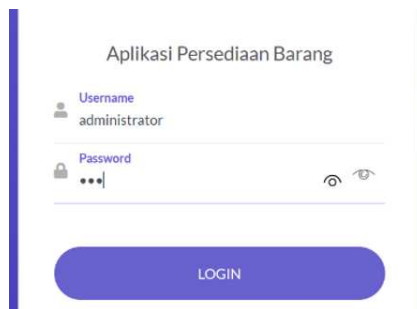 Aplikasi Persediaan Barang
Username
administrator
Password
•••
LOGIN